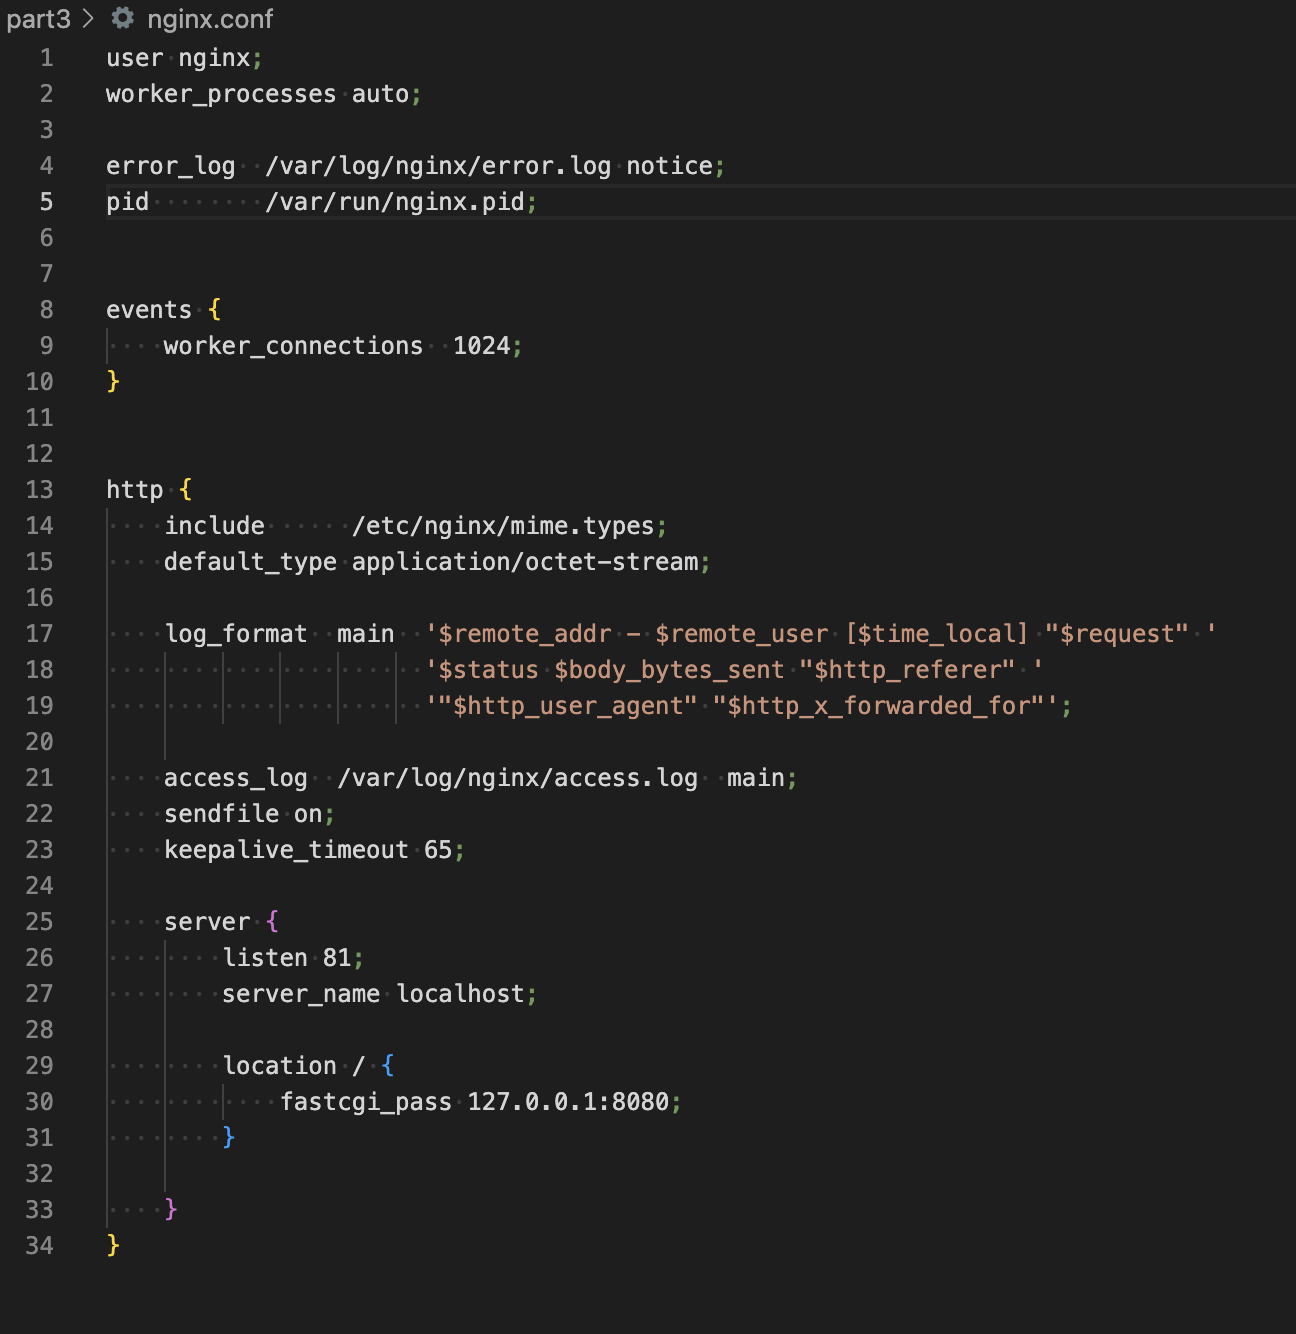 part3 > nginx.conf
1 user nginx;
2 worker_processes auto;
3
4 error_log  /var/log/nginx/error.log notice;
5 pid        /var/run/nginx.pid;
6
7
8 events {
9     worker_connections  1024;
10 }
11
12
13 http {
14     include      /etc/nginx/mime.types;
15     default_type application/octet-stream;
16
17     log_format  main  '$remote_addr - $remote_user [$time_local] "$request" '
18                       '$status $body_bytes_sent "$http_referer" '
19                       '"$http_user_agent" "$http_x_forwarded_for"';
20
21     access_log  /var/log/nginx/access.log  main;
22     sendfile on;
23     keepalive_timeout 65;
24
25     server {
26         listen 81;
27         server_name localhost;
28
29         location / {
30             fastcgi_pass 127.0.0.1:8080;
31         }
32
33     }
34 }